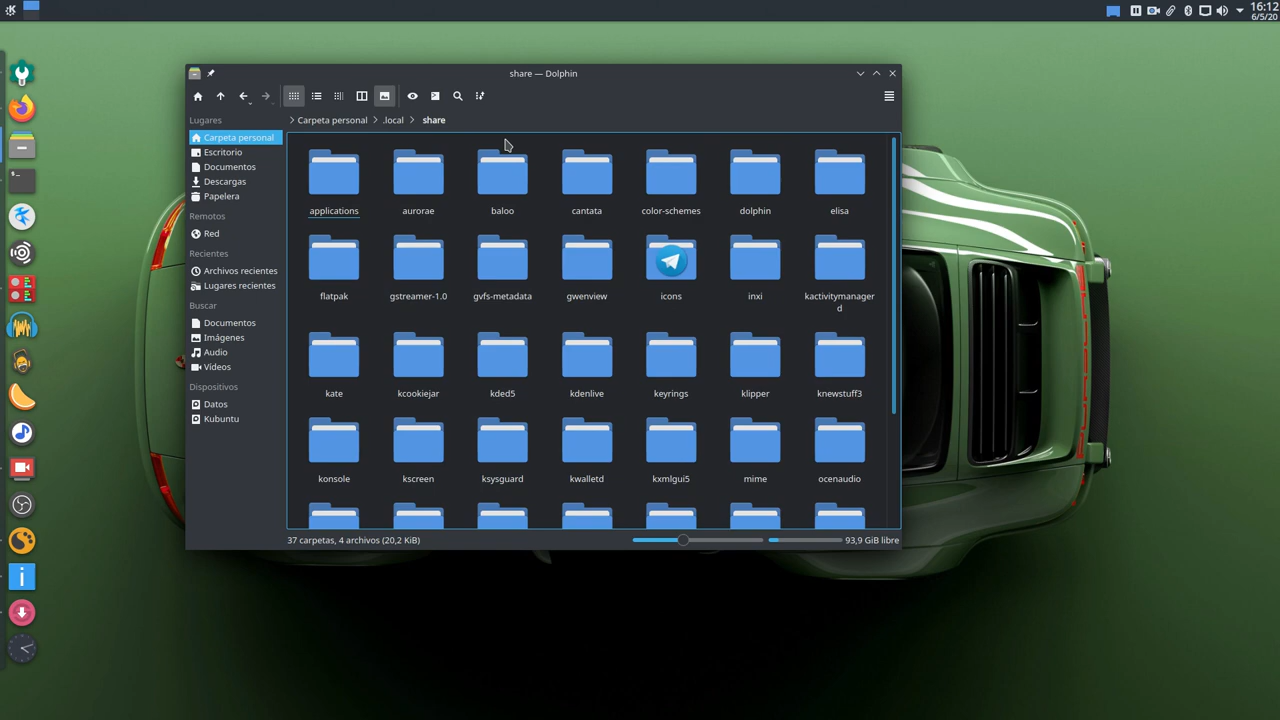 16:12
6/5/20
share — Dolphin
Lugares
Carpeta personal
Escritorio
Documentos
Descargas
Papelera
Remotos
Red
Recientes
Archivos recientes
Lugares recientes
Buscar
Documentos
Imágenes
Audio
Vídeos
Dispositivos
Datos
Kubuntu
Carpeta personal > .local > share
applications aurorae baloo cantata color-schemes dolphin elisa
flatpak gstreamer-1.0 gvfs-metadata gwenview icons inxi kactivitymanager
d
kate kcookiejar kded5 kdenlive keyrings klipper knewstuff3
konsole kscreen ksysguard kwalletd kxmlgui5 mime ocenaudio
37 carpetas, 4 archivos (20,2 KiB)
93,9 GiB libre